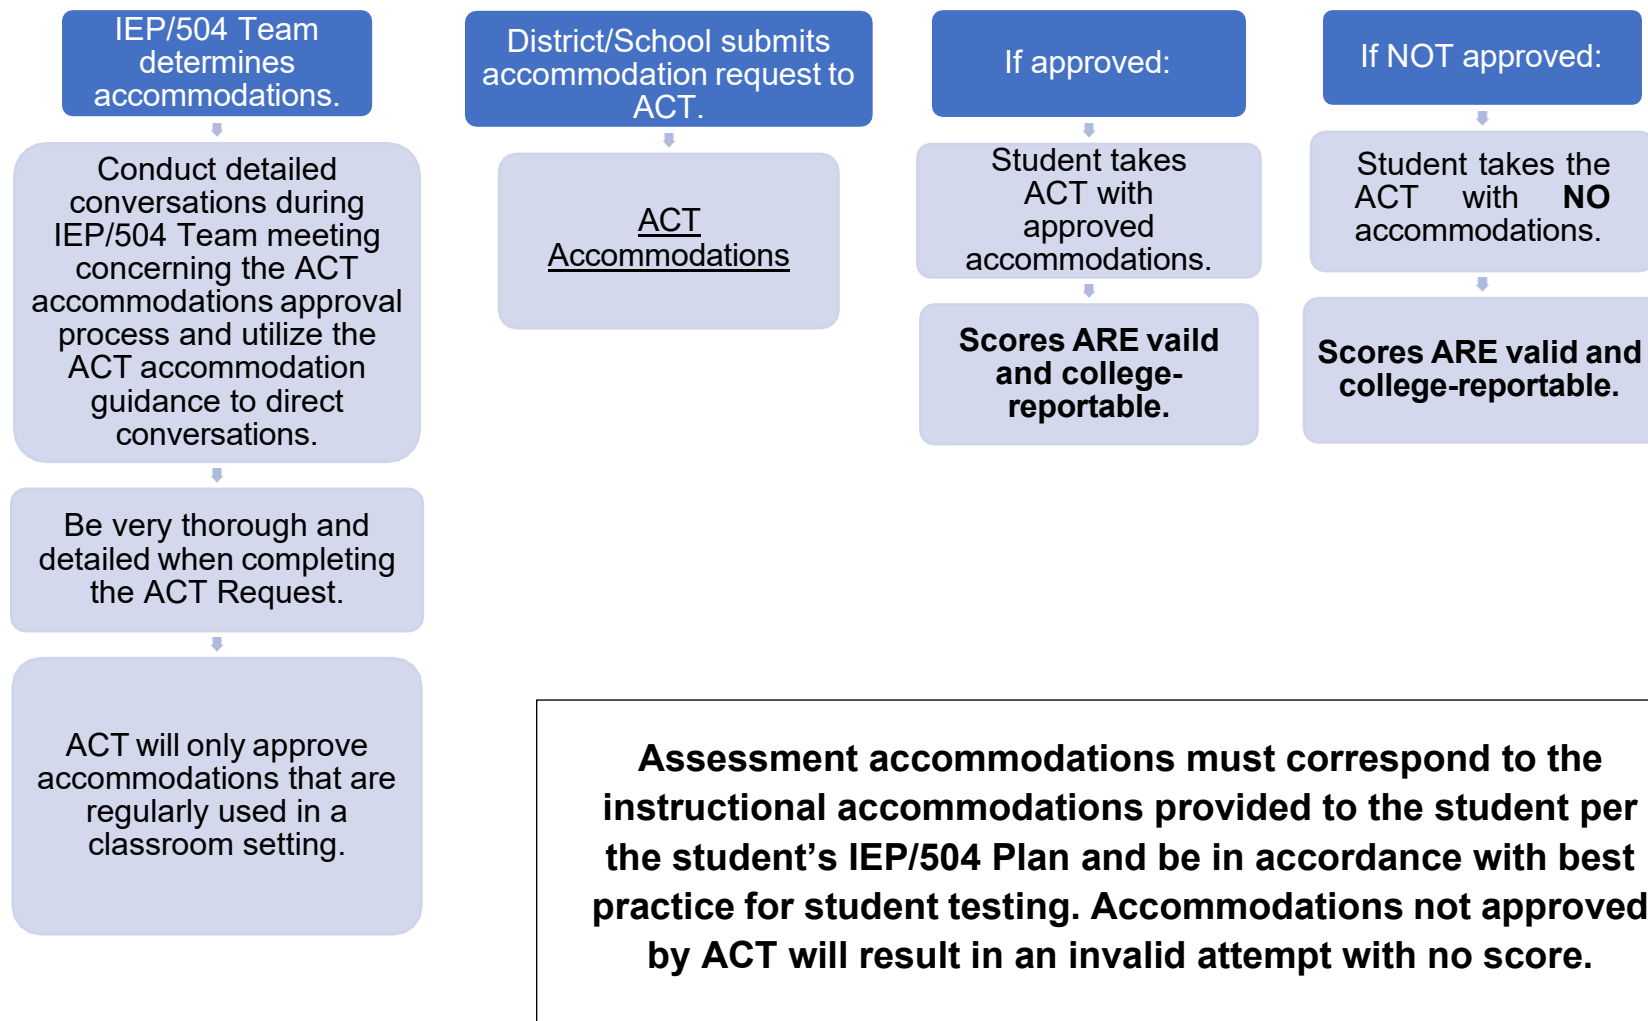 IEP/504 Team
determines
accommodations.
Conduct detailed
conversations during
IEP/504 Team meeting
concerning the ACT
accommodations approval
process and utilize the
ACT accommodation
guidance to direct
conversations.
Be very thorough and
detailed when completing
the ACT Request.
ACT will only approve
accommodations that are
regularly used in a
classroom setting.
District/School submits
accommodation request to
ACT.
ACT
Accommodations
If approved:
Student takes
ACT with
approved
accommodations.
Scores ARE vaild
and college-
reportable.
If NOT approved:
Student takes the
ACT with NO
accommodations.
Scores ARE valid and
college-reportable.
Assessment accommodations must correspond to the
instructional accommodations provided to the student per
the student’s IEP/504 Plan and be in accordance with best
practice for student testing. Accommodations not approved
by ACT will result in an invalid attempt with no score.